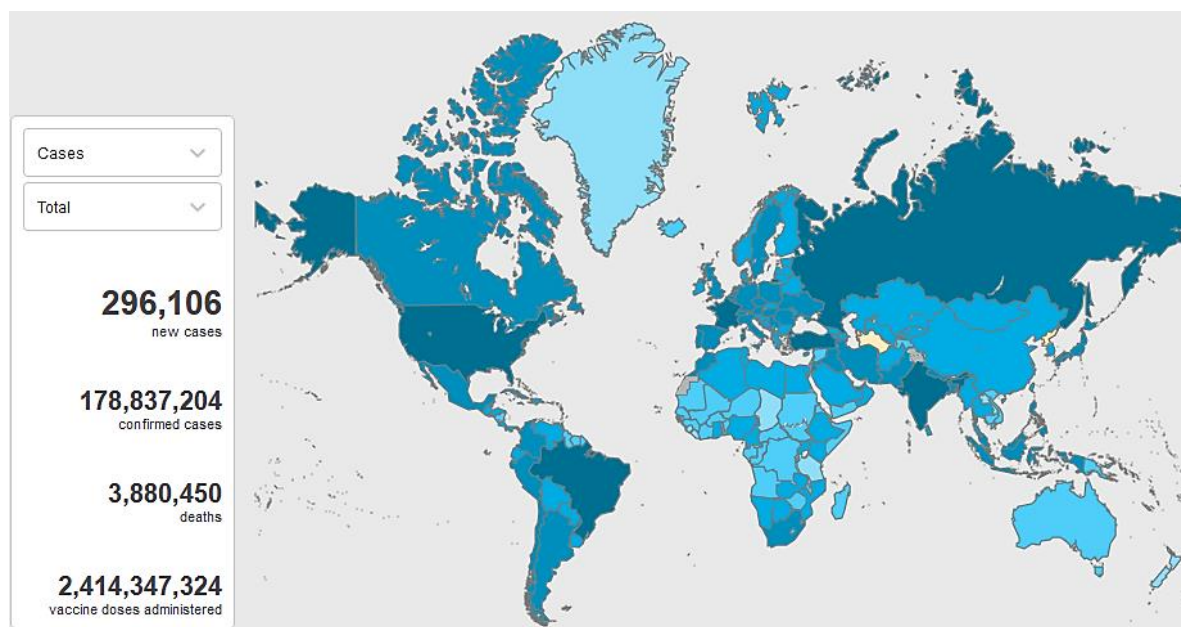 Cases
Total
296,106
new cases
178,837,204
confirmed cases
3,880,450
deaths
2,414,347,324
vaccine doses administered